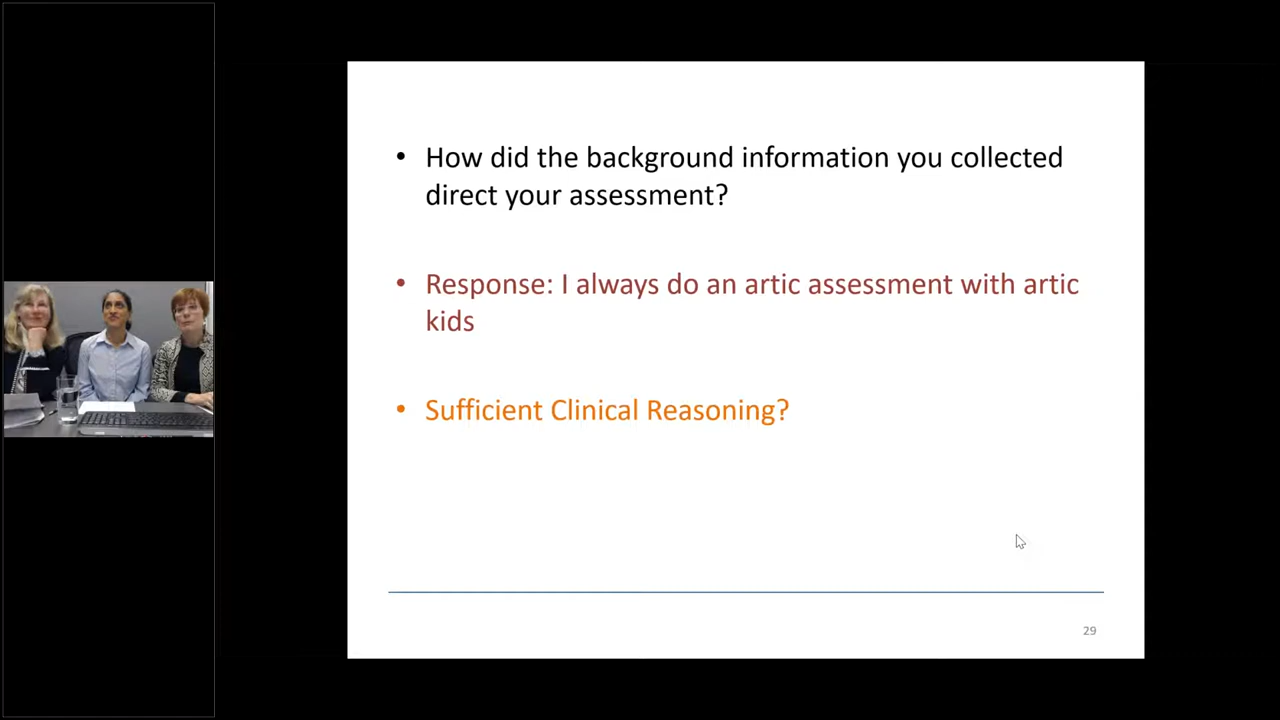 • How did the background information you collected
direct your assessment?
• Response: I always do an artic assessment with artic
kids
• Sufficient Clinical Reasoning?
29